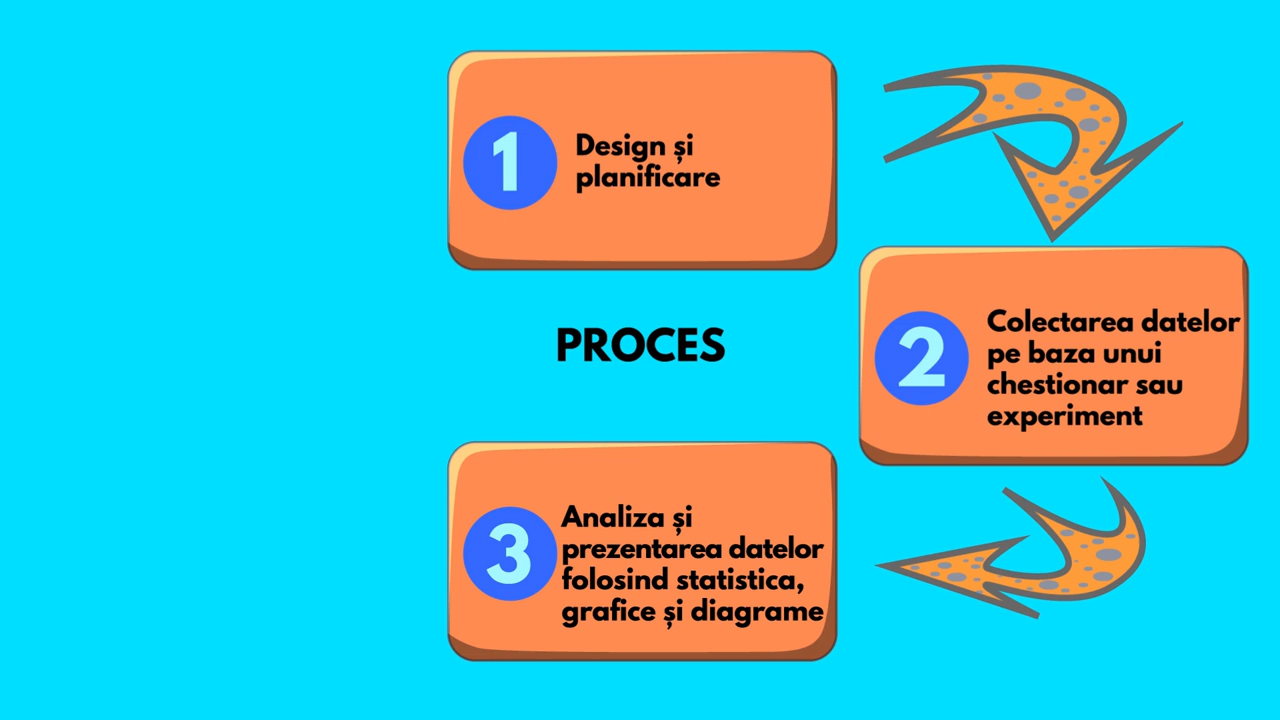 1
Design și
planificare
PROCES
2
Colectarea datelor
pe baza unui
chestionar sau
experiment
3
Analiza și
prezentarea datelor
folosind statistica,
grafice și diagrame